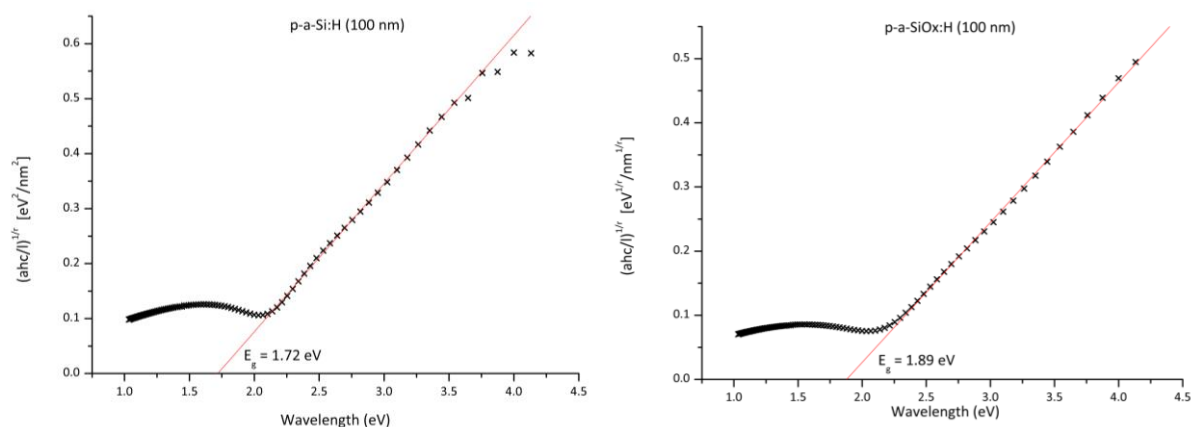 p-a-Si:H (100 nm)
(ahc/l)^{1/r} [eV^2/nm^2]
0.6
0.5
0.4
0.3
0.2
0.1
0.0
E_g = 1.72 eV
1.0 1.5 2.0 2.5 3.0 3.5 4.0 4.5
Wavelength (eV)
p-a-SiOx:H (100 nm)
(ahc/l)^{1/r} [eV^{1/r}/nm^{1/r}]
0.5
0.4
0.3
0.2
0.1
0.0
E_g = 1.89 eV
1.0 1.5 2.0 2.5 3.0 3.5 4.0 4.5
Wavelength (eV)